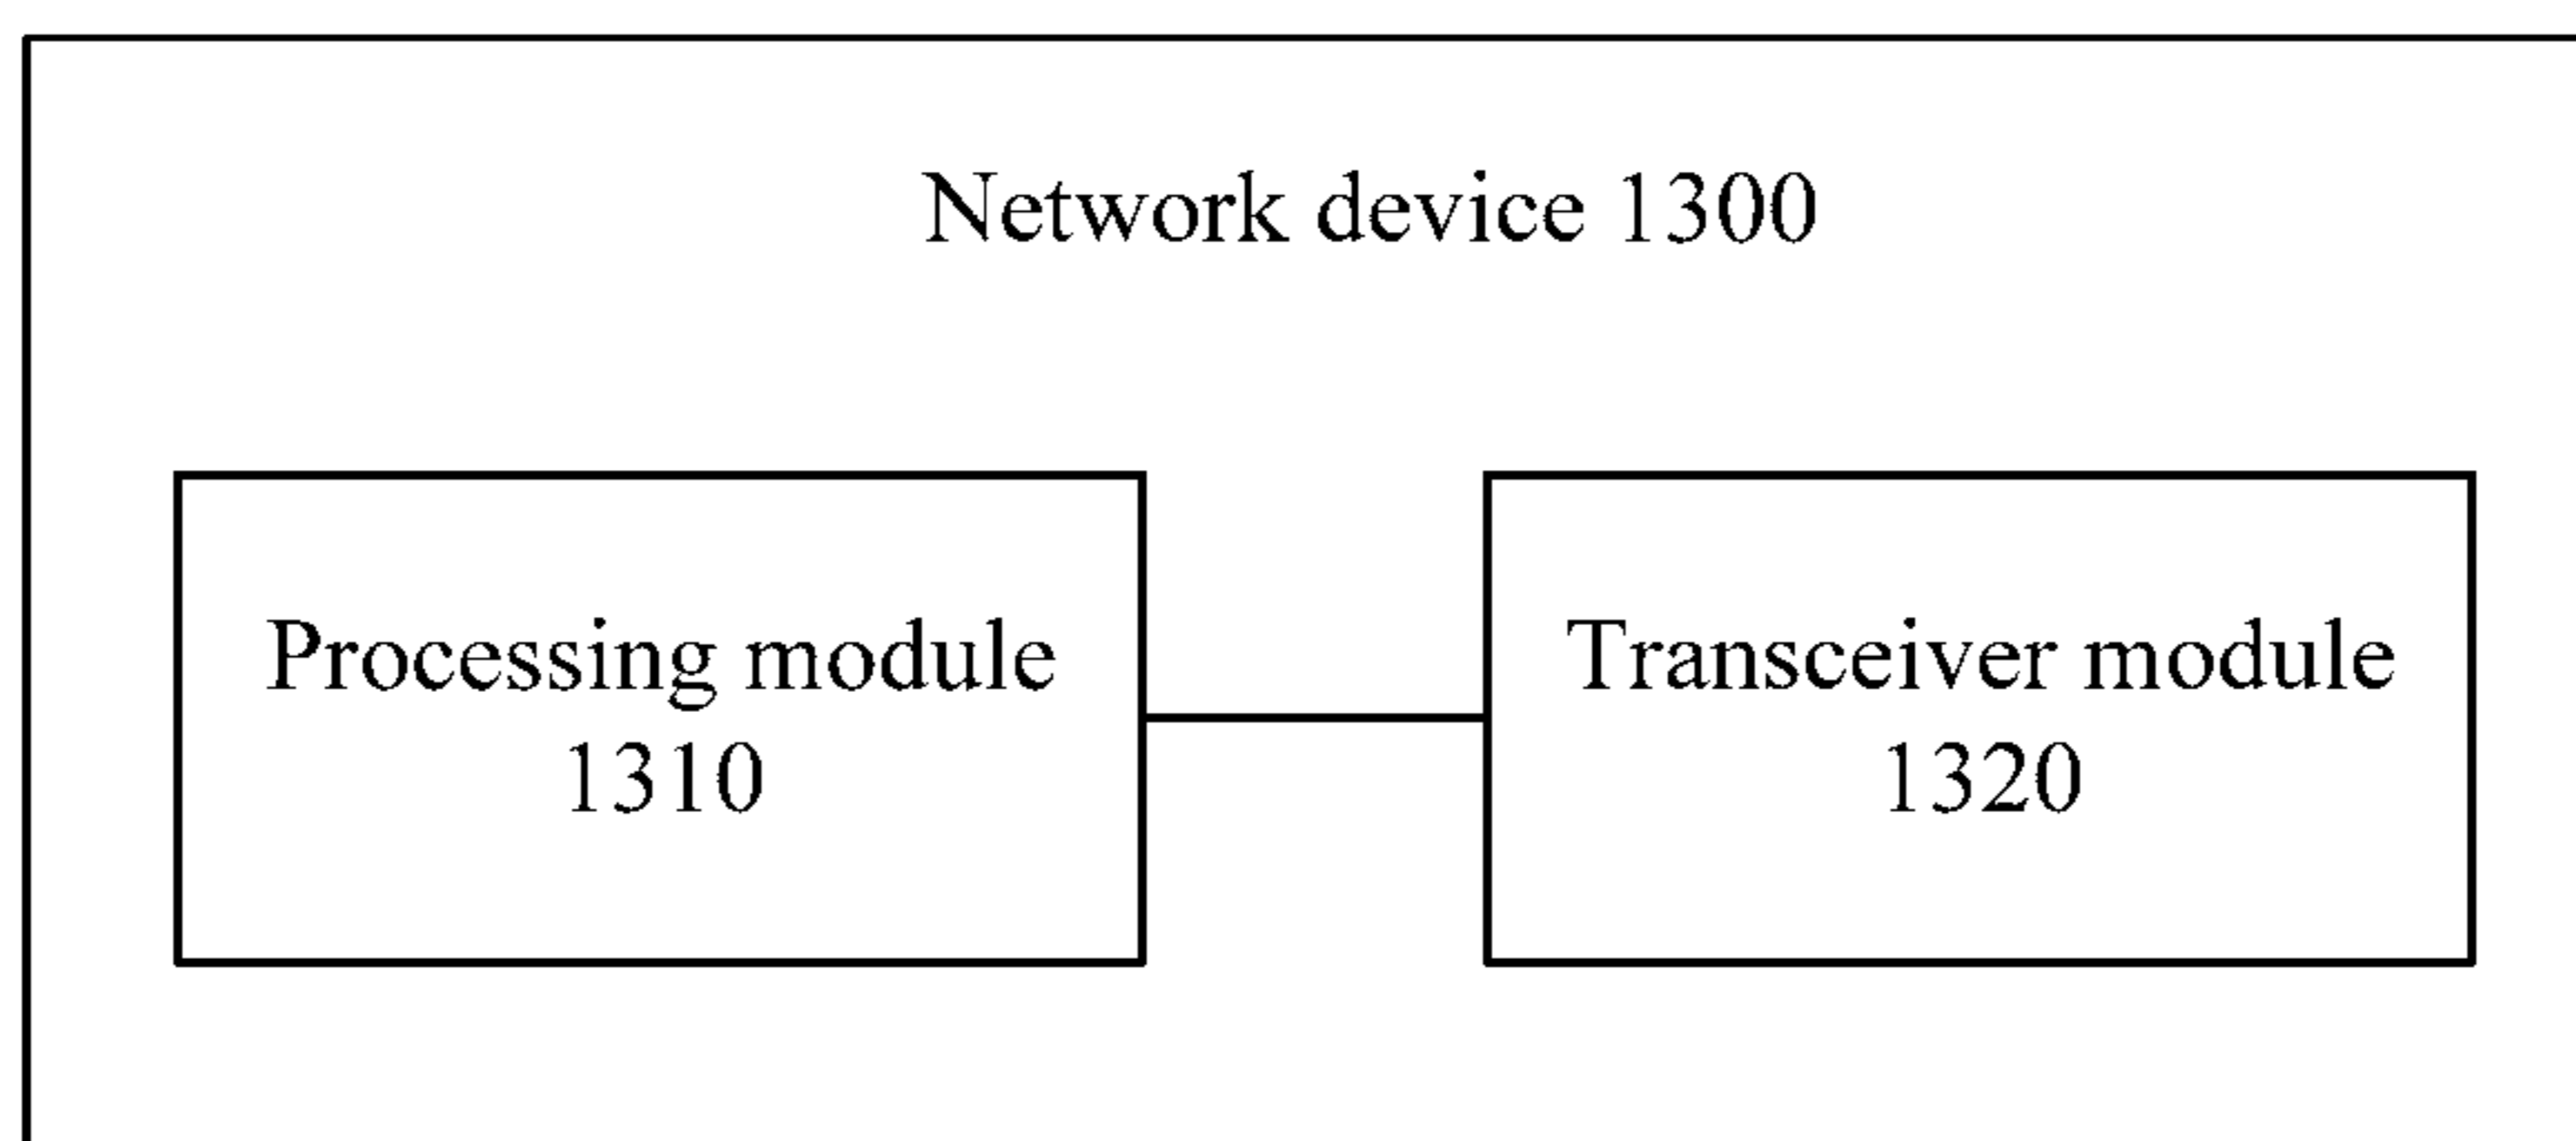 Network device 1300
Processing module
1310
Transceiver module
1320